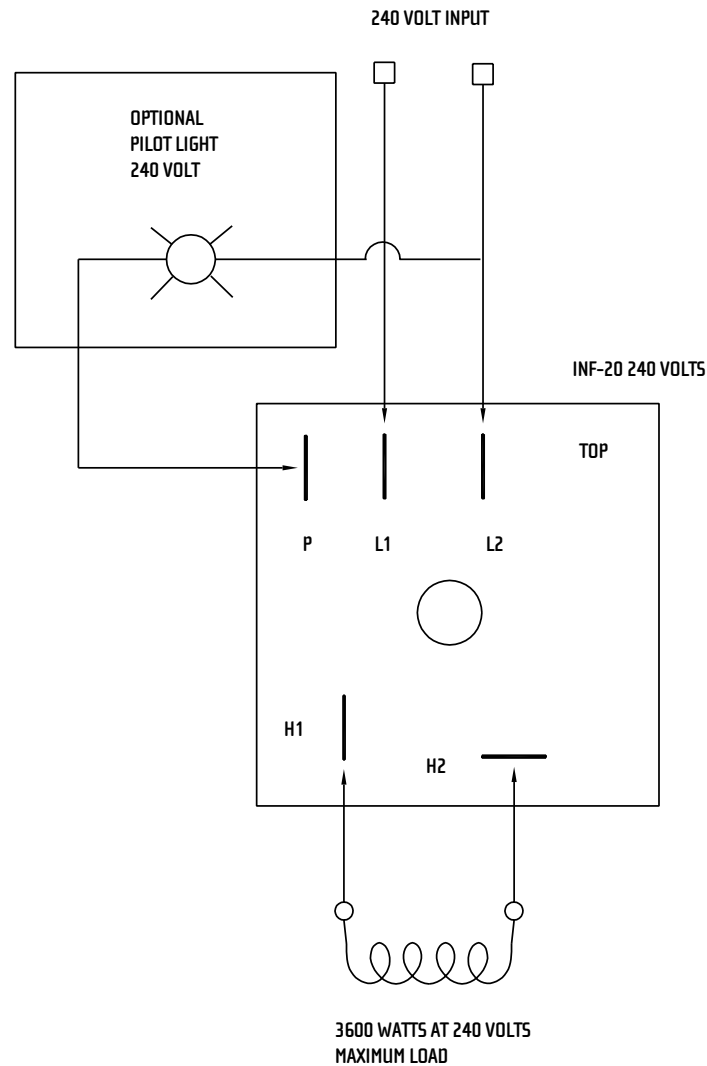 240 VOLT INPUT
OPTIONAL
PILOT LIGHT
240 VOLT
INF-20 240 VOLTS
TOP
P
L1
L2
H1
H2
3600 WATTS AT 240 VOLTS
MAXIMUM LOAD